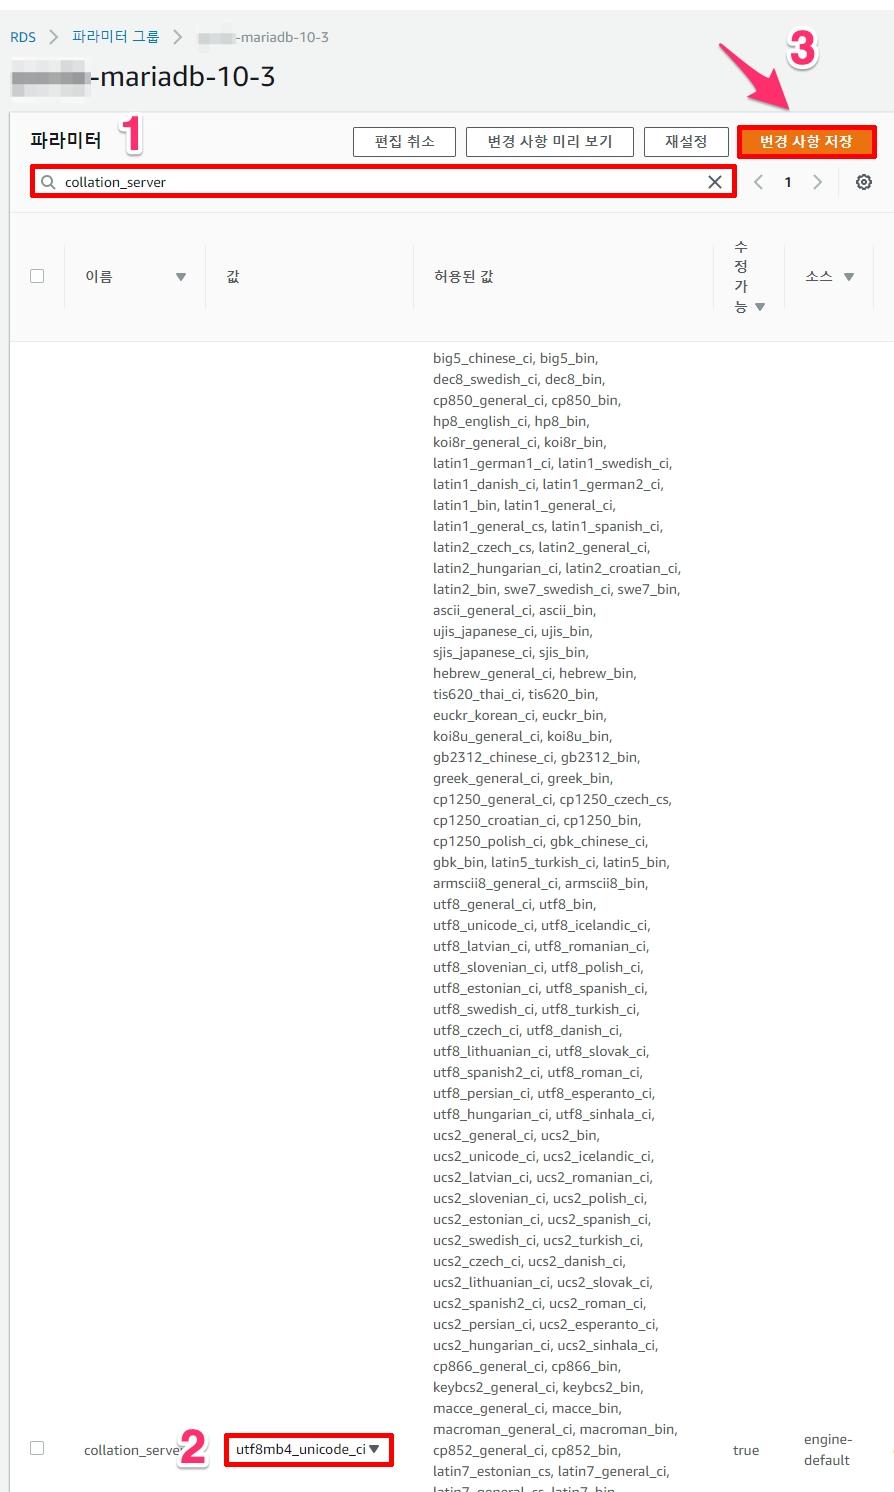 RDS > 파라미터 그룹 > -mariadb-10-3
-mariadb-10-3
3
파라미터 1 편집 취소 변경 사항 미리 보기 재설정 변경 사항 저장
collation_server 1
이름 값 허용된 값 수정가능 소스
big5_chinese_ci, big5_bin,
dec8_swedish_ci, dec8_bin,
cp850_general_ci, cp850_bin,
hp8_english_ci, hp8_bin,
koi8r_general_ci, koi8r_bin,
latin1_german1_ci, latin1_swedish_ci,
latin1_danish_ci, latin1_german2_ci,
latin1_bin, latin1_general_ci,
latin1_general_cs, latin1_spanish_ci,
latin2_czech_cs, latin2_general_ci,
latin2_hungarian_ci, latin2_croatian_ci,
latin2_bin, swe7_swedish_ci, swe7_bin,
ascii_general_ci, ascii_bin,
ujis_japanese_ci, ujis_bin,
sjis_japanese_ci, sjis_bin,
hebrew_general_ci, hebrew_bin,
tis620_thai_ci, tis620_bin,
euckr_korean_ci, euckr_bin,
koi8u_general_ci, koi8u_bin,
gb2312_chinese_ci, gb2312_bin,
greek_general_ci, greek_bin,
cp1250_general_ci, cp1250_czech_cs,
cp1250_croatian_ci, cp1250_bin,
cp1250_polish_ci, gbk_chinese_ci,
gbk_bin, latin5_turkish_ci, latin5_bin,
armscii8_general_ci, armscii8_bin,
utf8_general_ci, utf8_bin,
utf8_unicode_ci, utf8_icelandic_ci,
utf8_latvian_ci, utf8_romanian_ci,
utf8_slovenian_ci, utf8_polish_ci,
utf8_estonian_ci, utf8_spanish_ci,
utf8_swedish_ci, utf8_turkish_ci,
utf8_czech_ci, utf8_danish_ci,
utf8_lithuanian_ci, utf8_slovak_ci,
utf8_spanish2_ci, utf8_roman_ci,
utf8_persian_ci, utf8_esperanto_ci,
utf8_hungarian_ci, utf8_sinhala_ci,
ucs2_general_ci, ucs2_bin,
ucs2_unicode_ci, ucs2_icelandic_ci,
ucs2_latvian_ci, ucs2_romanian_ci,
ucs2_slovenian_ci, ucs2_polish_ci,
ucs2_estonian_ci, ucs2_spanish_ci,
ucs2_swedish_ci, ucs2_turkish_ci,
ucs2_czech_ci, ucs2_danish_ci,
ucs2_lithuanian_ci, ucs2_slovak_ci,
ucs2_spanish2_ci, ucs2_roman_ci,
ucs2_persian_ci, ucs2_esperanto_ci,
ucs2_hungarian_ci, ucs2_sinhala_ci,
cp866_general_ci, cp866_bin,
keybcs2_general_ci, keybcs2_bin,
macce_general_ci, macce_bin,
macroman_general_ci, macroman_bin,
collation_server 2 utf8mb4_unicode_ci cp852_general_ci, cp852_bin, true engine-default
latin7_estonian_cs, latin7_general_ci,
latin7_general_cs, latin7_bin,